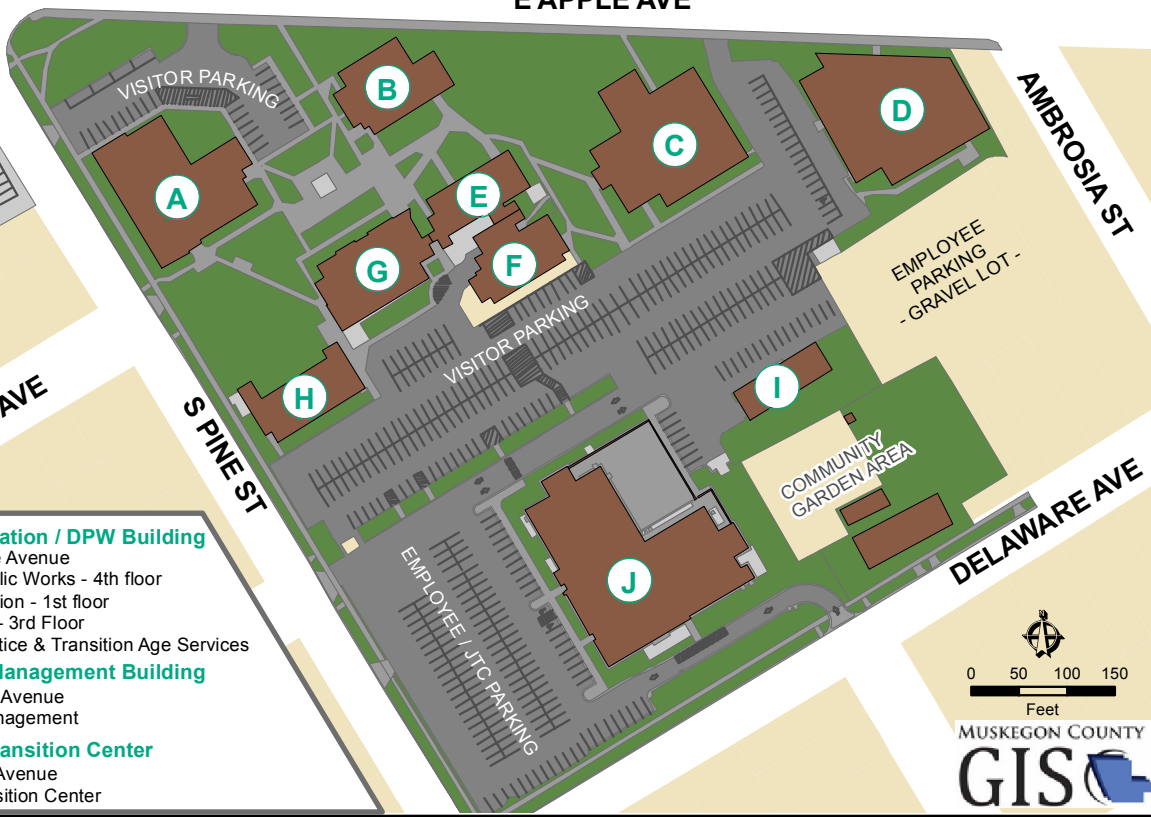 E APPLE AVE
VISITOR PARKING
B
C
D
A
E
F
G
AMBROSIA ST
EMPLOYEE
PARKING
- GRAVEL LOT -
VISITOR PARKING
H
I
J
AVE
S PINE ST
COMMUNITY
GARDEN AREA
DELAWARE AVE
EMPLOYEE / JTC PARKING
ation / DPW Building
Avenue
lic Works - 4th floor
ion - 1st floor
- 3rd Floor
tice & Transition Age Services
anagement Building
Avenue
nagement
ansition Center
Avenue
sition Center
0 50 100 150
Feet
MUSKEGON COUNTY
GIS